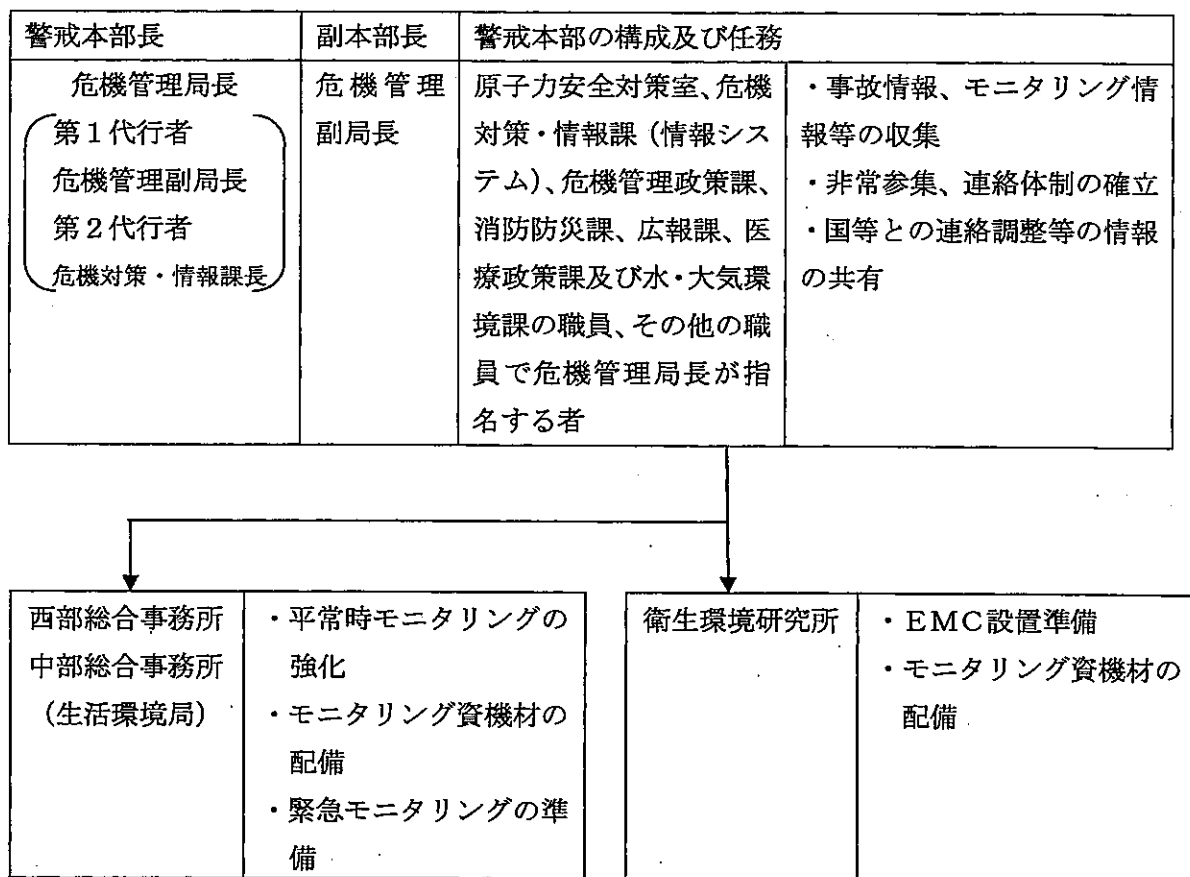 警戒本部長
副本部長
警戒本部の構成及び任務
危機管理局長
第1代行者
危機管理副局長
第2代行者
危機対策・情報課長
危機管理
副局長
原子力安全対策室、危機
対策・情報課(情報シス
テム)、危機管理政策課、
消防防災課、広報課、医
療政策課及び水・大気環
境課の職員、その他の職
員で危機管理局長が指
名する者
・事故情報、モニタリング情
報等の収集
・非常参集、連絡体制の確立
・国等との連絡調整等の情報
の共有
西部総合事務所
中部総合事務所
(生活環境局)
・平常時モニタリングの
強化
・モニタリング資機材の
配備
・緊急モニタリングの準
備
衛生環境研究所
・EMC設置準備
・モニタリング資機材の
配備